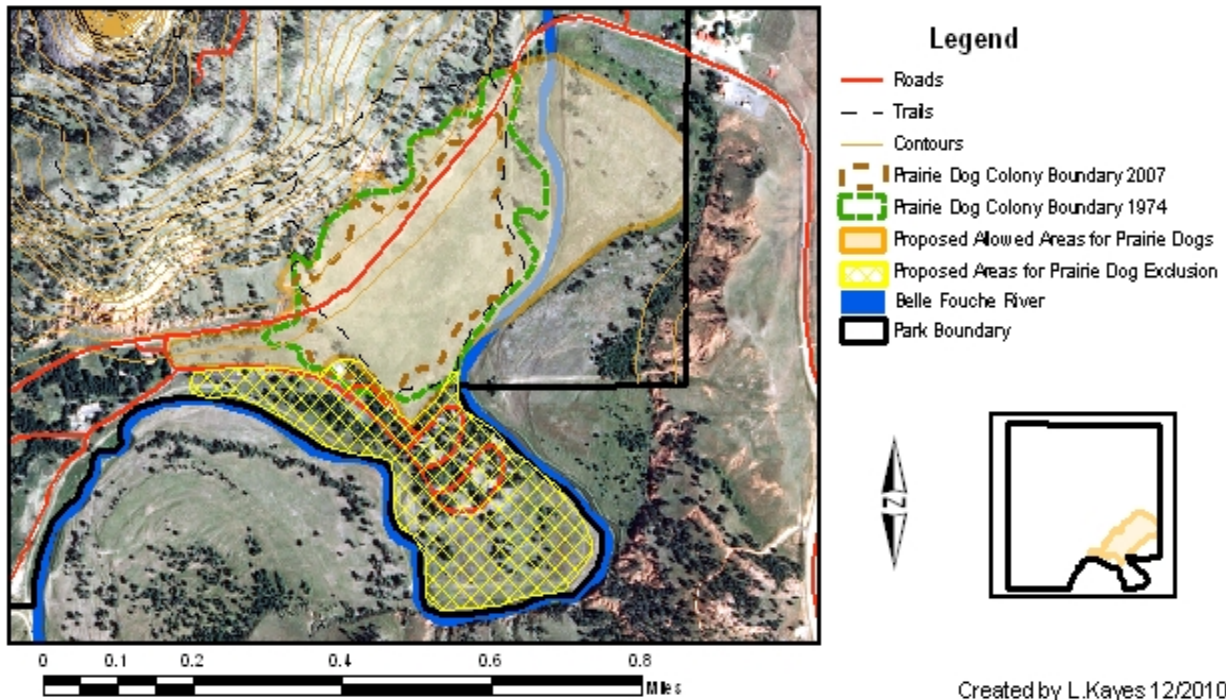 Legend
Roads
Trails
Contours
Prairie Dog Colony Boundary 2007
Prairie Dog Colony Boundary 1974
Proposed Allowed Areas for Prairie Dogs
Proposed Areas for Prairie Dog Exclusion
Belle Fouche River
Park Boundary
N
0 0.1 0.2 0.4 0.6 0.8
Miles
Created by L.Kayes 12/2010